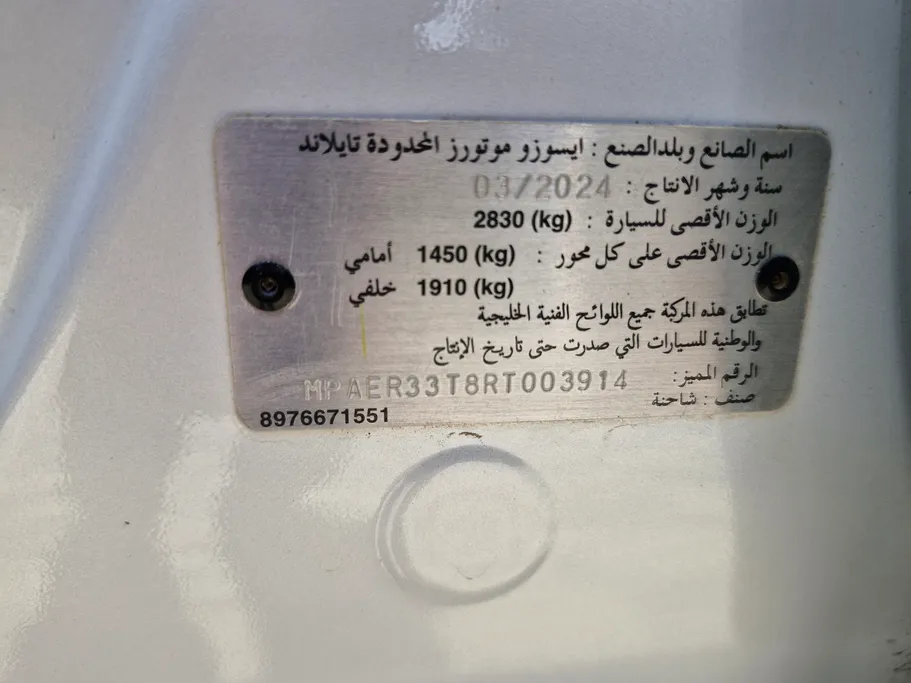 اسم الصانع وبلدالصنع : ايسوزو موتورز المحدودة تايلاند
سنة وشهر الانتاج : 03/2024
الوزن الأقصى للسيارة : 2830 (kg)
الوزن الأقصى على كل محور : 1450 (kg) أمامي
1910 (kg) خلفي
تطابق هذه المركبة جميع اللوائح الفنية الخليجية
والوطنية للسيارات التي صدرت حتى تاريخ الإنتاج
الرقم المميز: MPAER33T8RT003914
صنف : شاحنة
8976671551